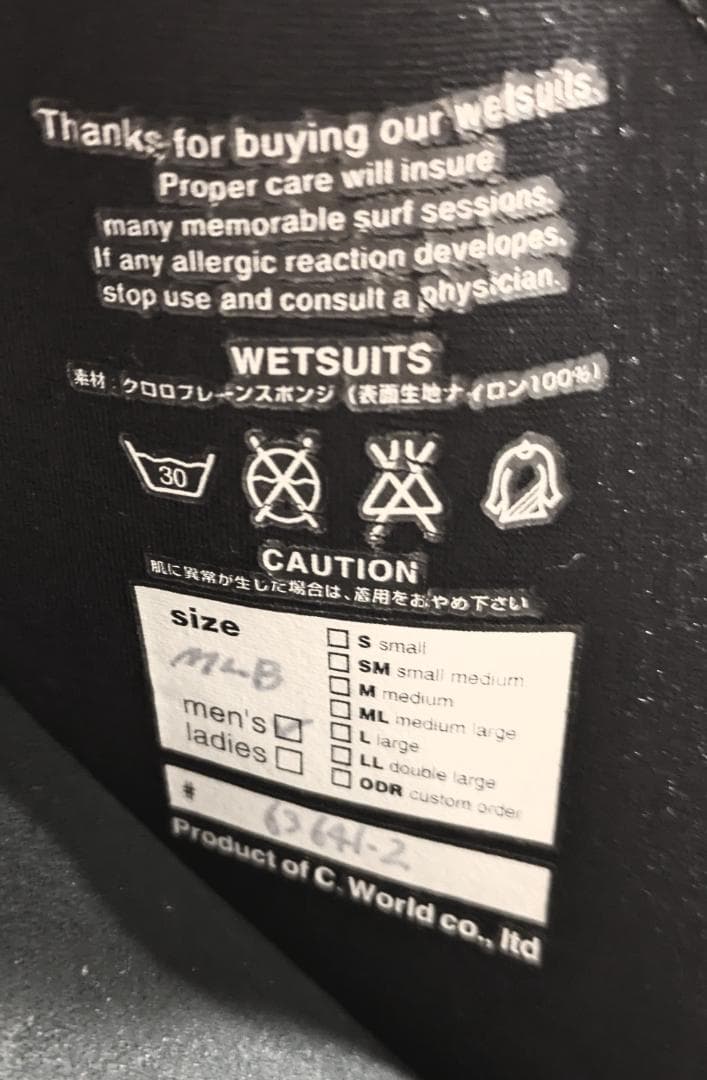 Thanks for buying our wetsuits.
Proper care will insure
many memorable surf sessions.
If any allergic reaction developes,
stop use and consult a physician.
WETSUITS
素材：クロロプレーンスポンジ（表面生地ナイロン100%）
30
CAUTION
肌に異常が生じた場合は、着用をおやめ下さい
size
MLB
men's
ladies
S small
SM small medium
M medium
ML medium large
L large
LL double large
ODR custom order
# 63641-2
Product of C. World co., ltd